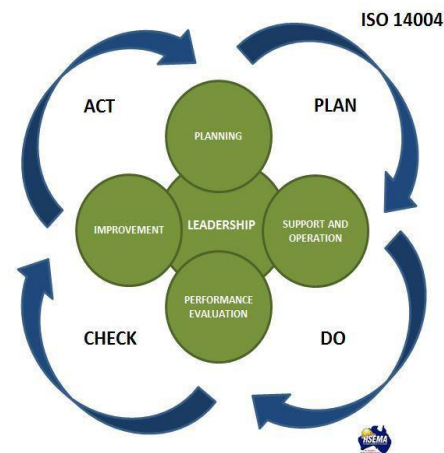 ISO 14004
ACT
PLAN
PLANNING
IMPROVEMENT
LEADERSHIP
SUPPORT AND
OPERATION
PERFORMANCE
EVALUATION
CHECK
DO
HSEMA